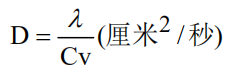 D = λ/Cv (厘米²/秒)